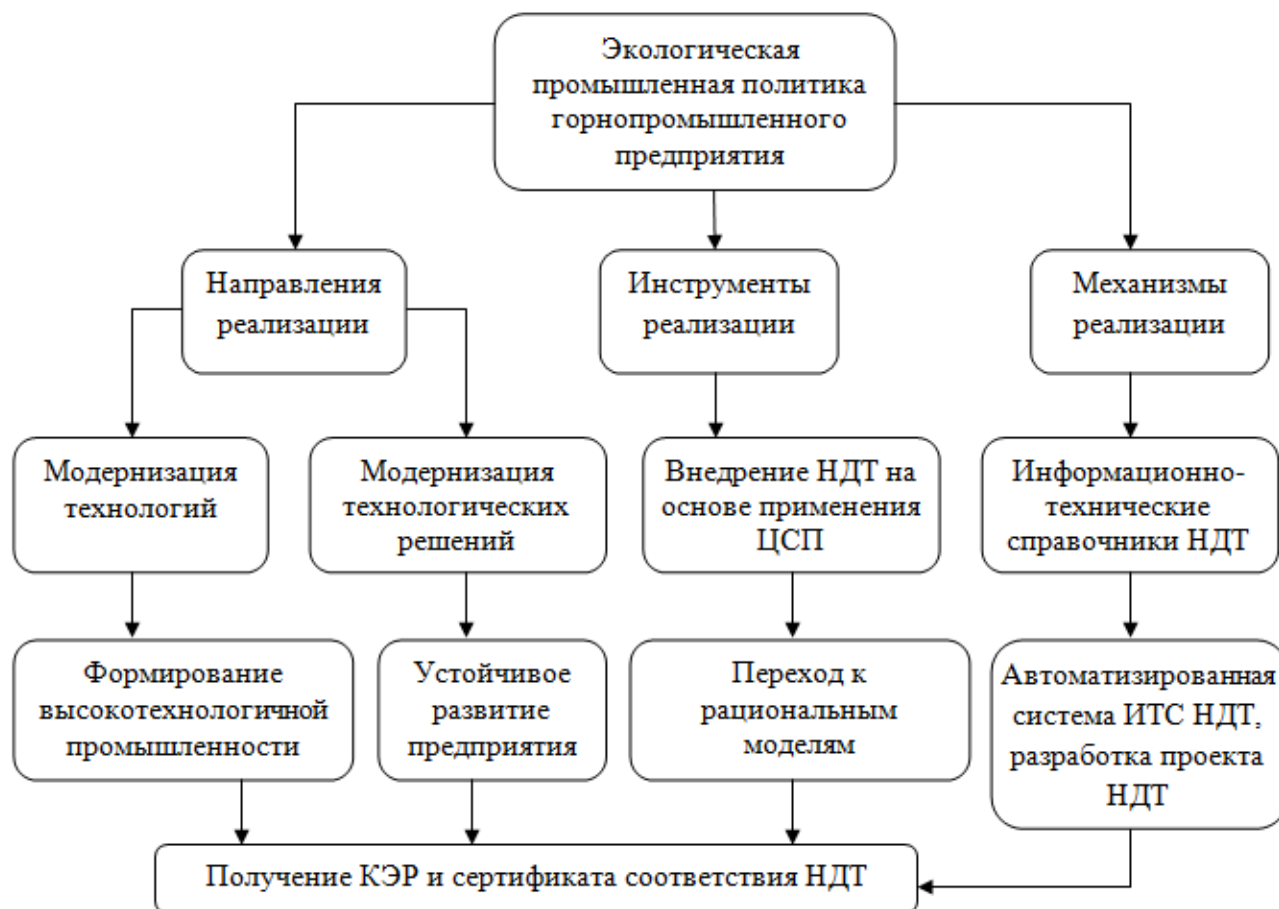 Экологическая
промышленная политика
горнопромышленного
предприятия
Направления
реализации
Инструменты
реализации
Механизмы
реализации
Модернизация
технологий
Модернизация
технологических
решений
Внедрение НДТ на
основе применения
ЦСП
Информационно-
технические
справочники НДТ
Формирование
высокотехнологичной
промышленности
Устойчивое
развитие
предприятия
Переход к
рациональным
моделям
Автоматизированная
система ИТС НДТ,
разработка проекта
НДТ
Получение КЭР и сертификата соответствия НДТ